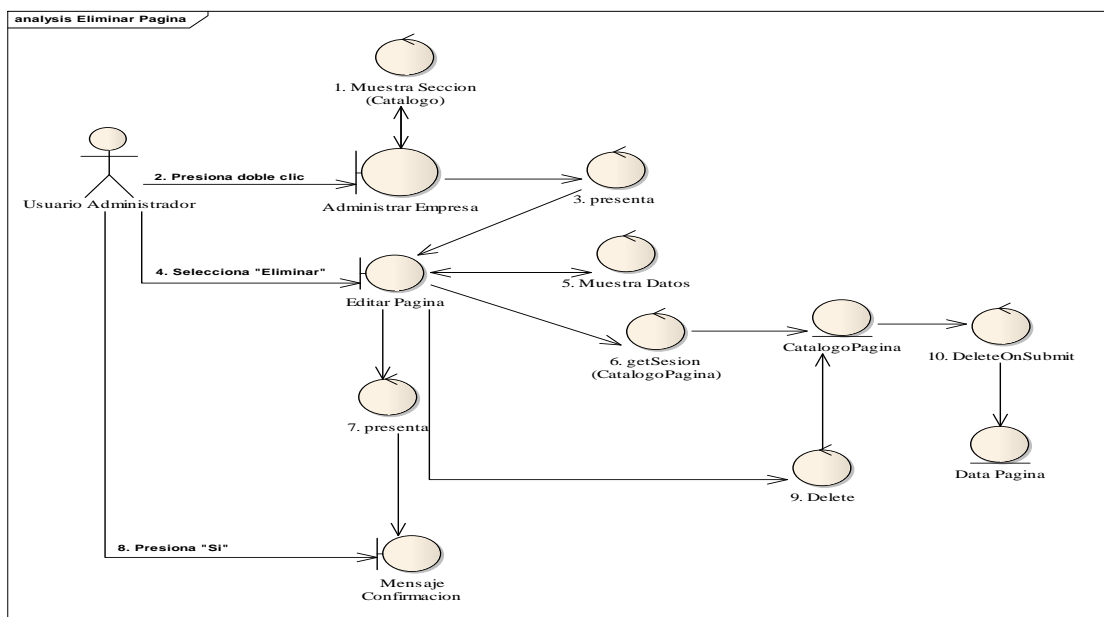 analysis Eliminar Pagina
1. Muestra Seccion
(Catalogo)
2. Presiona doble clic
Usuario Administrador
Administrar Empresa
3. presenta
4. Selecciona "Eliminar"
5. Muestra Datos
Editar Pagina
6. getSesion
(CatalogoPagina)
CatalogoPagina
10. DeleteOnSubmit
7. presenta
Data Pagina
9. Delete
8. Presiona "Si"
Mensaje
Confirmacion